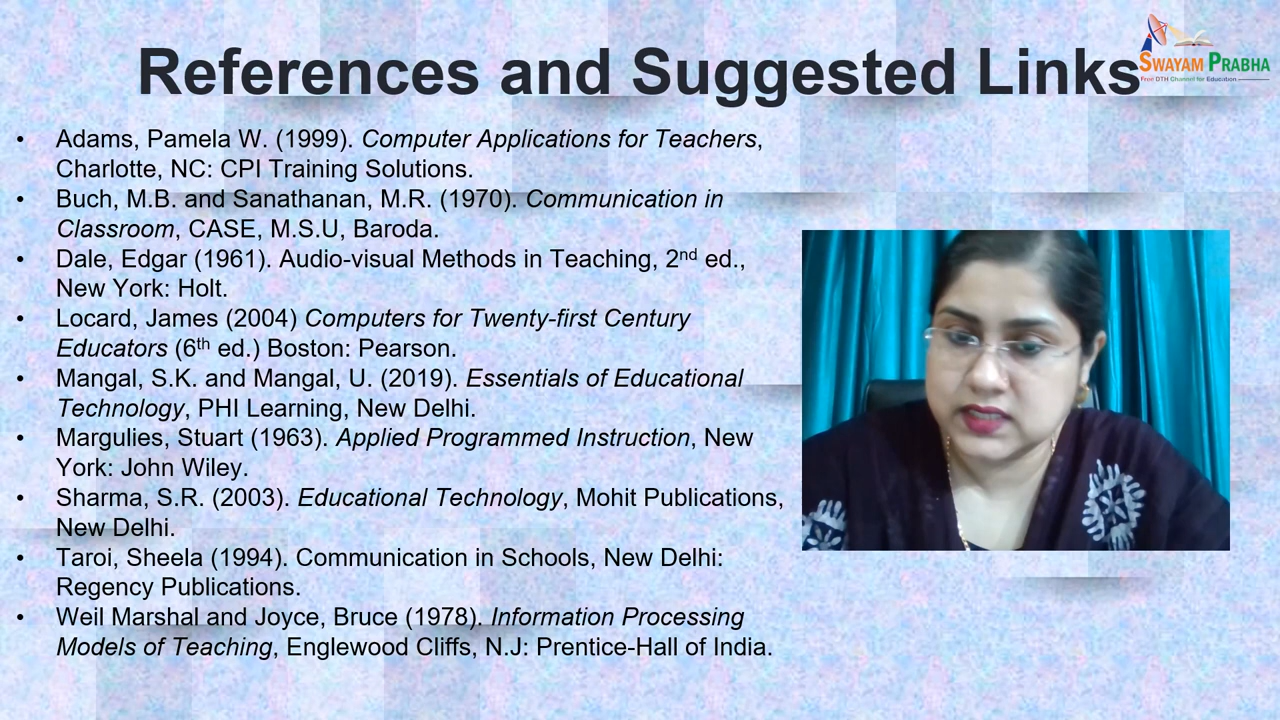 References and Suggested Links
SWAYAM PRABHA
Free DTH Channel for Education
• Adams, Pamela W. (1999). Computer Applications for Teachers,
Charlotte, NC: CPI Training Solutions.
• Buch, M.B. and Sanathanan, M.R. (1970). Communication in
Classroom, CASE, M.S.U, Baroda.
• Dale, Edgar (1961). Audio-visual Methods in Teaching, 2nd ed.,
New York: Holt.
• Locard, James (2004) Computers for Twenty-first Century
Educators (6th ed.) Boston: Pearson.
• Mangal, S.K. and Mangal, U. (2019). Essentials of Educational
Technology, PHI Learning, New Delhi.
• Margulies, Stuart (1963). Applied Programmed Instruction, New
York: John Wiley.
• Sharma, S.R. (2003). Educational Technology, Mohit Publications,
New Delhi.
• Taroi, Sheela (1994). Communication in Schools, New Delhi:
Regency Publications.
• Weil Marshal and Joyce, Bruce (1978). Information Processing
Models of Teaching, Englewood Cliffs, N.J: Prentice-Hall of India.